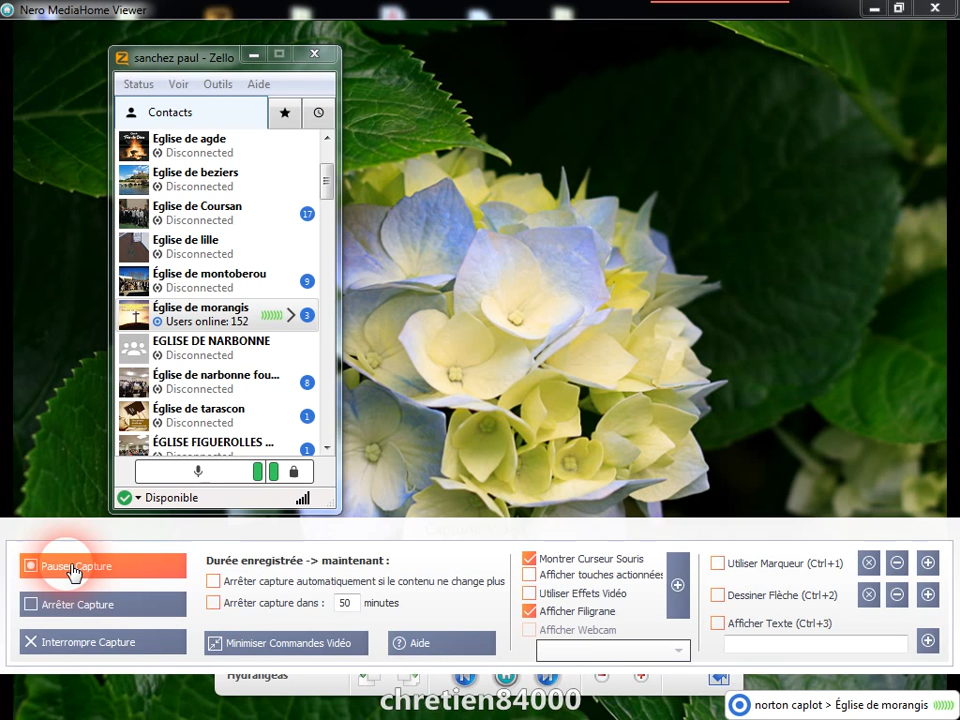 Nero MediaHome Viewer
sanchez paul - Zello
Status Voir Outils Aide
Contacts
Eglise de agde
Disconnected
Eglise de beziers
Disconnected
Eglise de Coursan
Disconnected
17
Eglise de lille
Disconnected
Église de montoberou
Disconnected
9
Église de morangis
Users online: 152
3
EGLISE DE NARBONNE
Disconnected
Église de narbonne fou...
Disconnected
8
Église de tarascon
Disconnected
1
ÉGLISE FIGUEROLLES ...
1
Disponible
Pause Capture
Arrêter Capture
Interrompre Capture
Durée enregistrée -> maintenant :
Arrêter capture automatiquement si le contenu ne change plus
Arrêter capture dans : 50 minutes
Minimiser Commandes Vidéo
Aide
Montrer Curseur Souris
Afficher touches actionnées
Utiliser Effets Vidéo
Afficher Filigrane
Afficher Webcam
Utiliser Marqueur (Ctrl+1)
Dessiner Flèche (Ctrl+2)
Afficher Texte (Ctrl+3)
Hydrangeas
chretien84000
norton caplot > Église de morangis